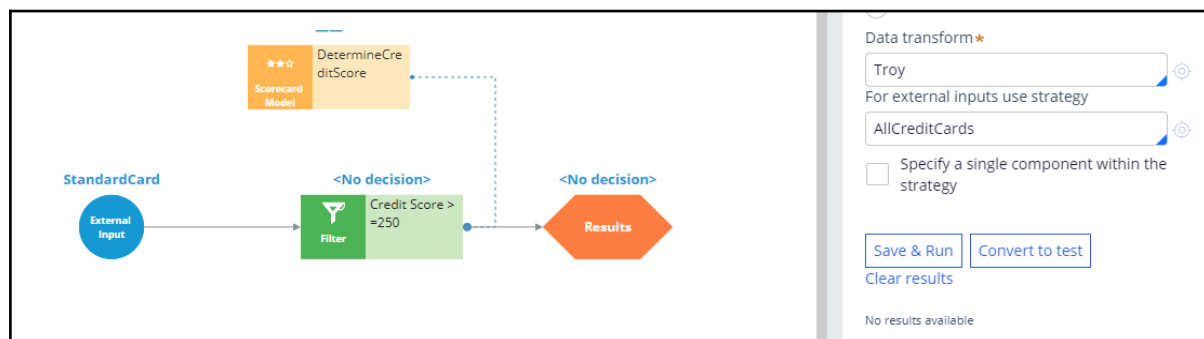 DetermineCre
ditScore
Scorecard
Model
StandardCard
<No decision>
<No decision>
External
Input
Credit Score >
=250
Filter
Results
Data transform★
Troy
For external inputs use strategy
AllCreditCards
Specify a single component within the
strategy
Save & Run
Convert to test
Clear results
No results available